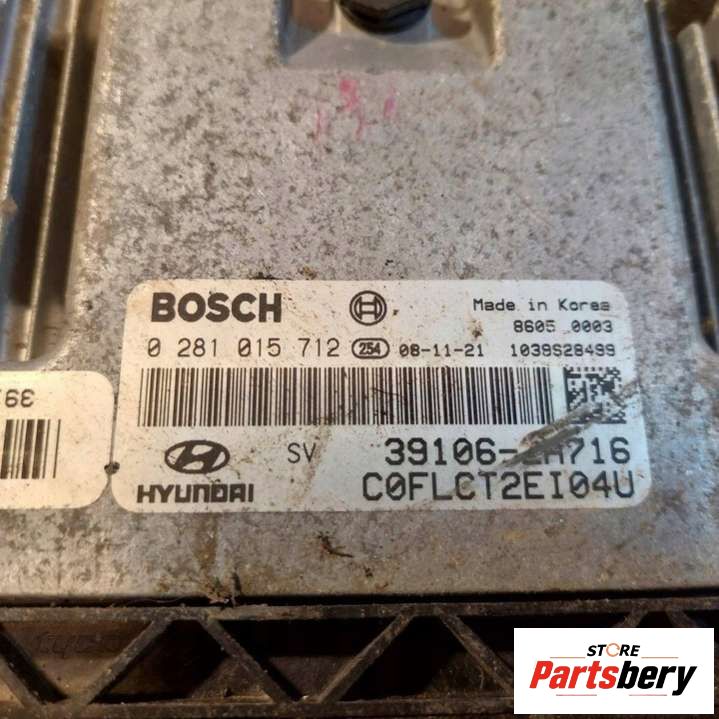 BOSCH
Made in Korea
8605 0003
0 281 015 712 254 08-11-21 1039S28499
SV
HYUNDAI
C0FLCT2EI04U
STORE
Partsbery